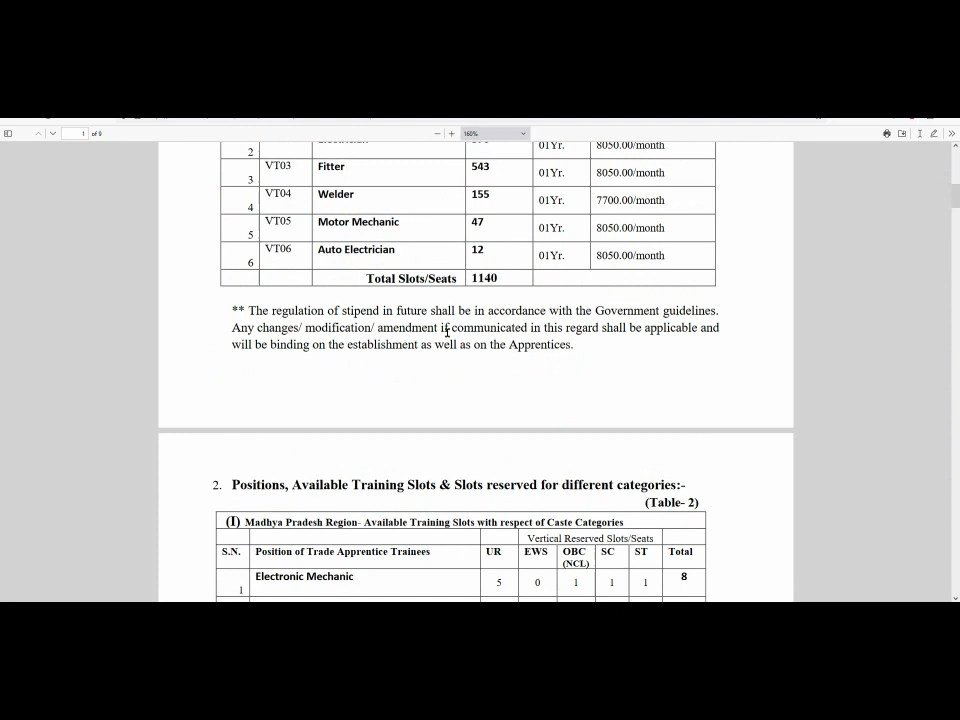 1 of 9 160%
2 01Yr. 8050.00/month
3 VT03 Fitter 543 01Yr. 8050.00/month
4 VT04 Welder 155 01Yr. 7700.00/month
5 VT05 Motor Mechanic 47 01Yr. 8050.00/month
6 VT06 Auto Electrician 12 01Yr. 8050.00/month
Total Slots/Seats 1140
** The regulation of stipend in future shall be in accordance with the Government guidelines.
Any changes/ modification/ amendment if communicated in this regard shall be applicable and
will be binding on the establishment as well as on the Apprentices.
2. Positions, Available Training Slots & Slots reserved for different categories:-
(Table- 2)
(I) Madhya Pradesh Region- Available Training Slots with respect of Caste Categories
Vertical Reserved Slots/Seats
S.N. Position of Trade Apprentice Trainees UR EWS OBC (NCL) SC ST Total
1 Electronic Mechanic 5 0 1 1 1 8